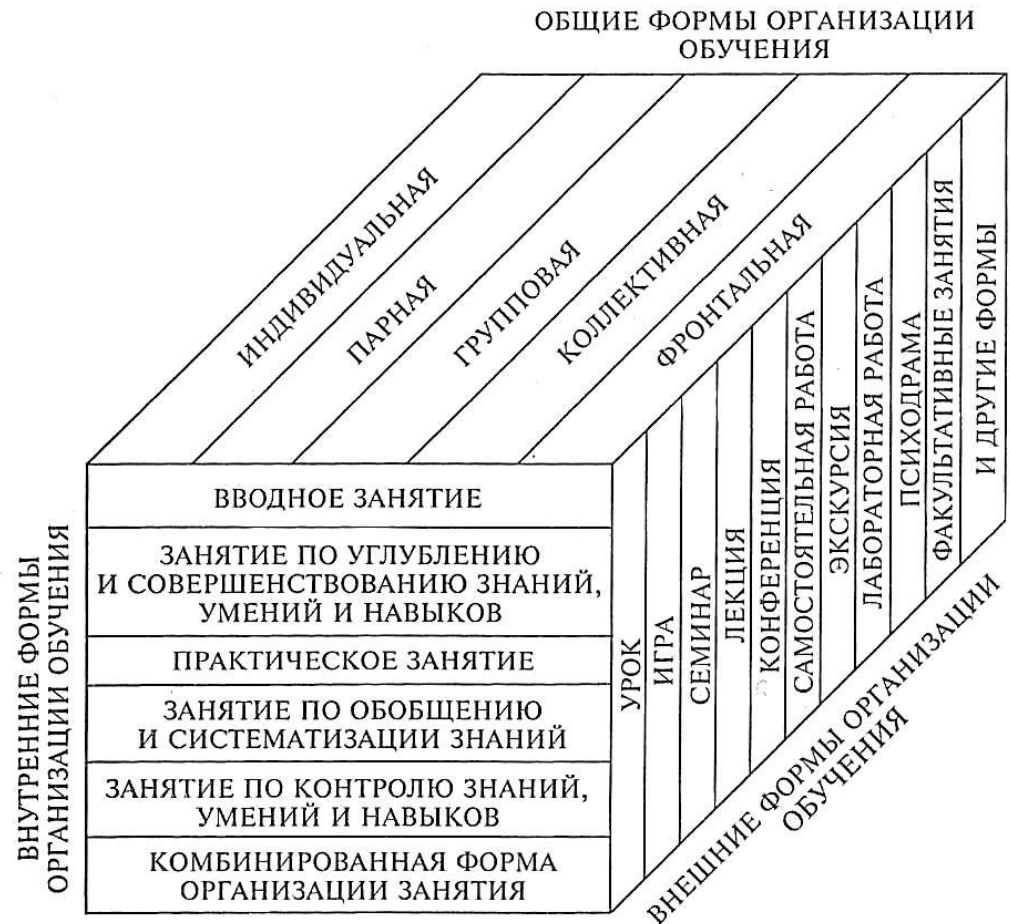 ОБЩИЕ ФОРМЫ ОРГАНИЗАЦИИ
ОБУЧЕНИЯ
ИНДИВИДУАЛЬНАЯ
ПАРНАЯ
ГРУППОВАЯ
КОЛЛЕКТИВНАЯ
ФРОНТАЛЬНАЯ
ВНУТРЕННИЕ ФОРМЫ
ОРГАНИЗАЦИИ ОБУЧЕНИЯ
ВВОДНОЕ ЗАНЯТИЕ
ЗАНЯТИЕ ПО УГЛУБЛЕНИЮ
И СОВЕРШЕНСТВОВАНИЮ ЗНАНИЙ,
УМЕНИЙ И НАВЫКОВ
ПРАКТИЧЕСКОЕ ЗАНЯТИЕ
ЗАНЯТИЕ ПО ОБОБЩЕНИЮ
И СИСТЕМАТИЗАЦИИ ЗНАНИЙ
ЗАНЯТИЕ ПО КОНТРОЛЮ ЗНАНИЙ,
УМЕНИЙ И НАВЫКОВ
КОМБИНИРОВАННАЯ ФОРМА
ОРГАНИЗАЦИИ ЗАНЯТИЯ
УРОК
ИГРА
СЕМИНАР
ЛЕКЦИЯ
КОНФЕРЕНЦИЯ
САМОСТОЯТЕЛЬНАЯ РАБОТА
ЭКСКУРСИЯ
ЛАБОРАТОРНАЯ РАБОТА
ПСИХОДРАМА
ФАКУЛЬТАТИВНЫЕ ЗАНЯТИЯ
И ДРУГИЕ ФОРМЫ
ВНЕШНИЕ ФОРМЫ ОРГАНИЗАЦИИ
ОБУЧЕНИЯ